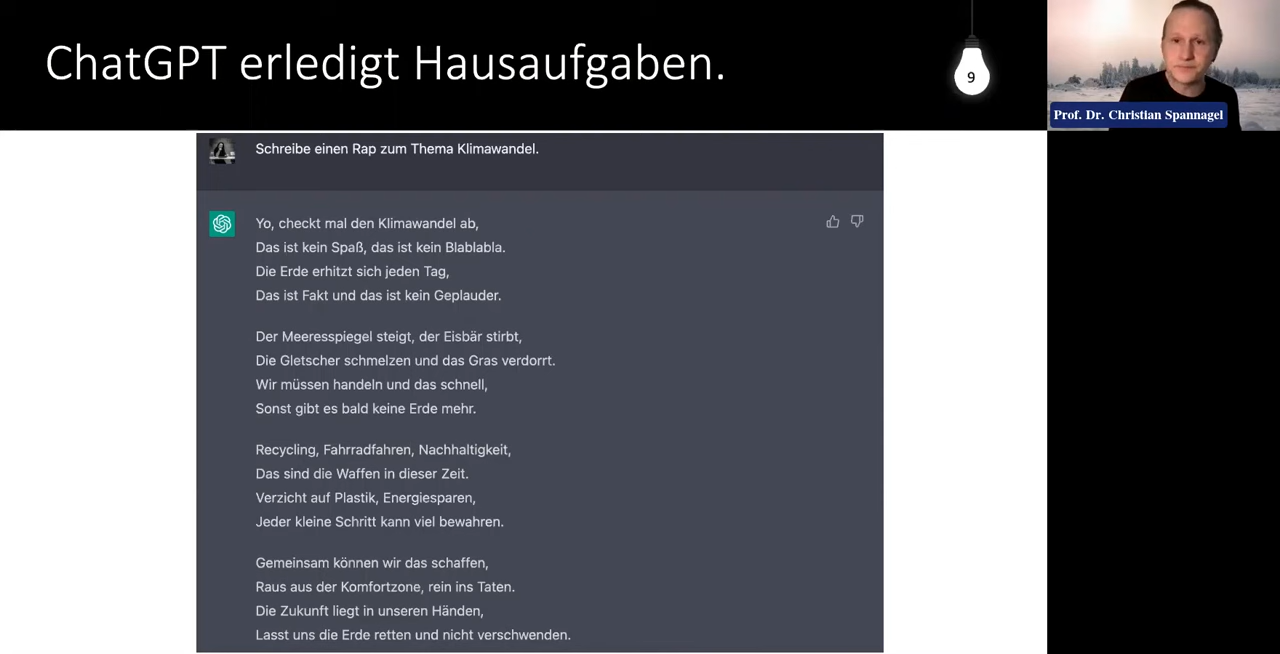 ChatGPT erledigt Hausaufgaben.
9
Prof. Dr. Christian Spannagel
Schreibe einen Rap zum Thema Klimawandel.
Yo, checkt mal den Klimawandel ab,
Das ist kein Spaß, das ist kein Blablabla.
Die Erde erhitzt sich jeden Tag,
Das ist Fakt und das ist kein Geplauder.
Der Meeresspiegel steigt, der Eisbär stirbt,
Die Gletscher schmelzen und das Gras verdorrt.
Wir müssen handeln und das schnell,
Sonst gibt es bald keine Erde mehr.
Recycling, Fahrradfahren, Nachhaltigkeit,
Das sind die Waffen in dieser Zeit.
Verzicht auf Plastik, Energiesparen,
Jeder kleine Schritt kann viel bewahren.
Gemeinsam können wir das schaffen,
Raus aus der Komfortzone, rein ins Taten.
Die Zukunft liegt in unseren Händen,
Lasst uns die Erde retten und nicht verschwenden.